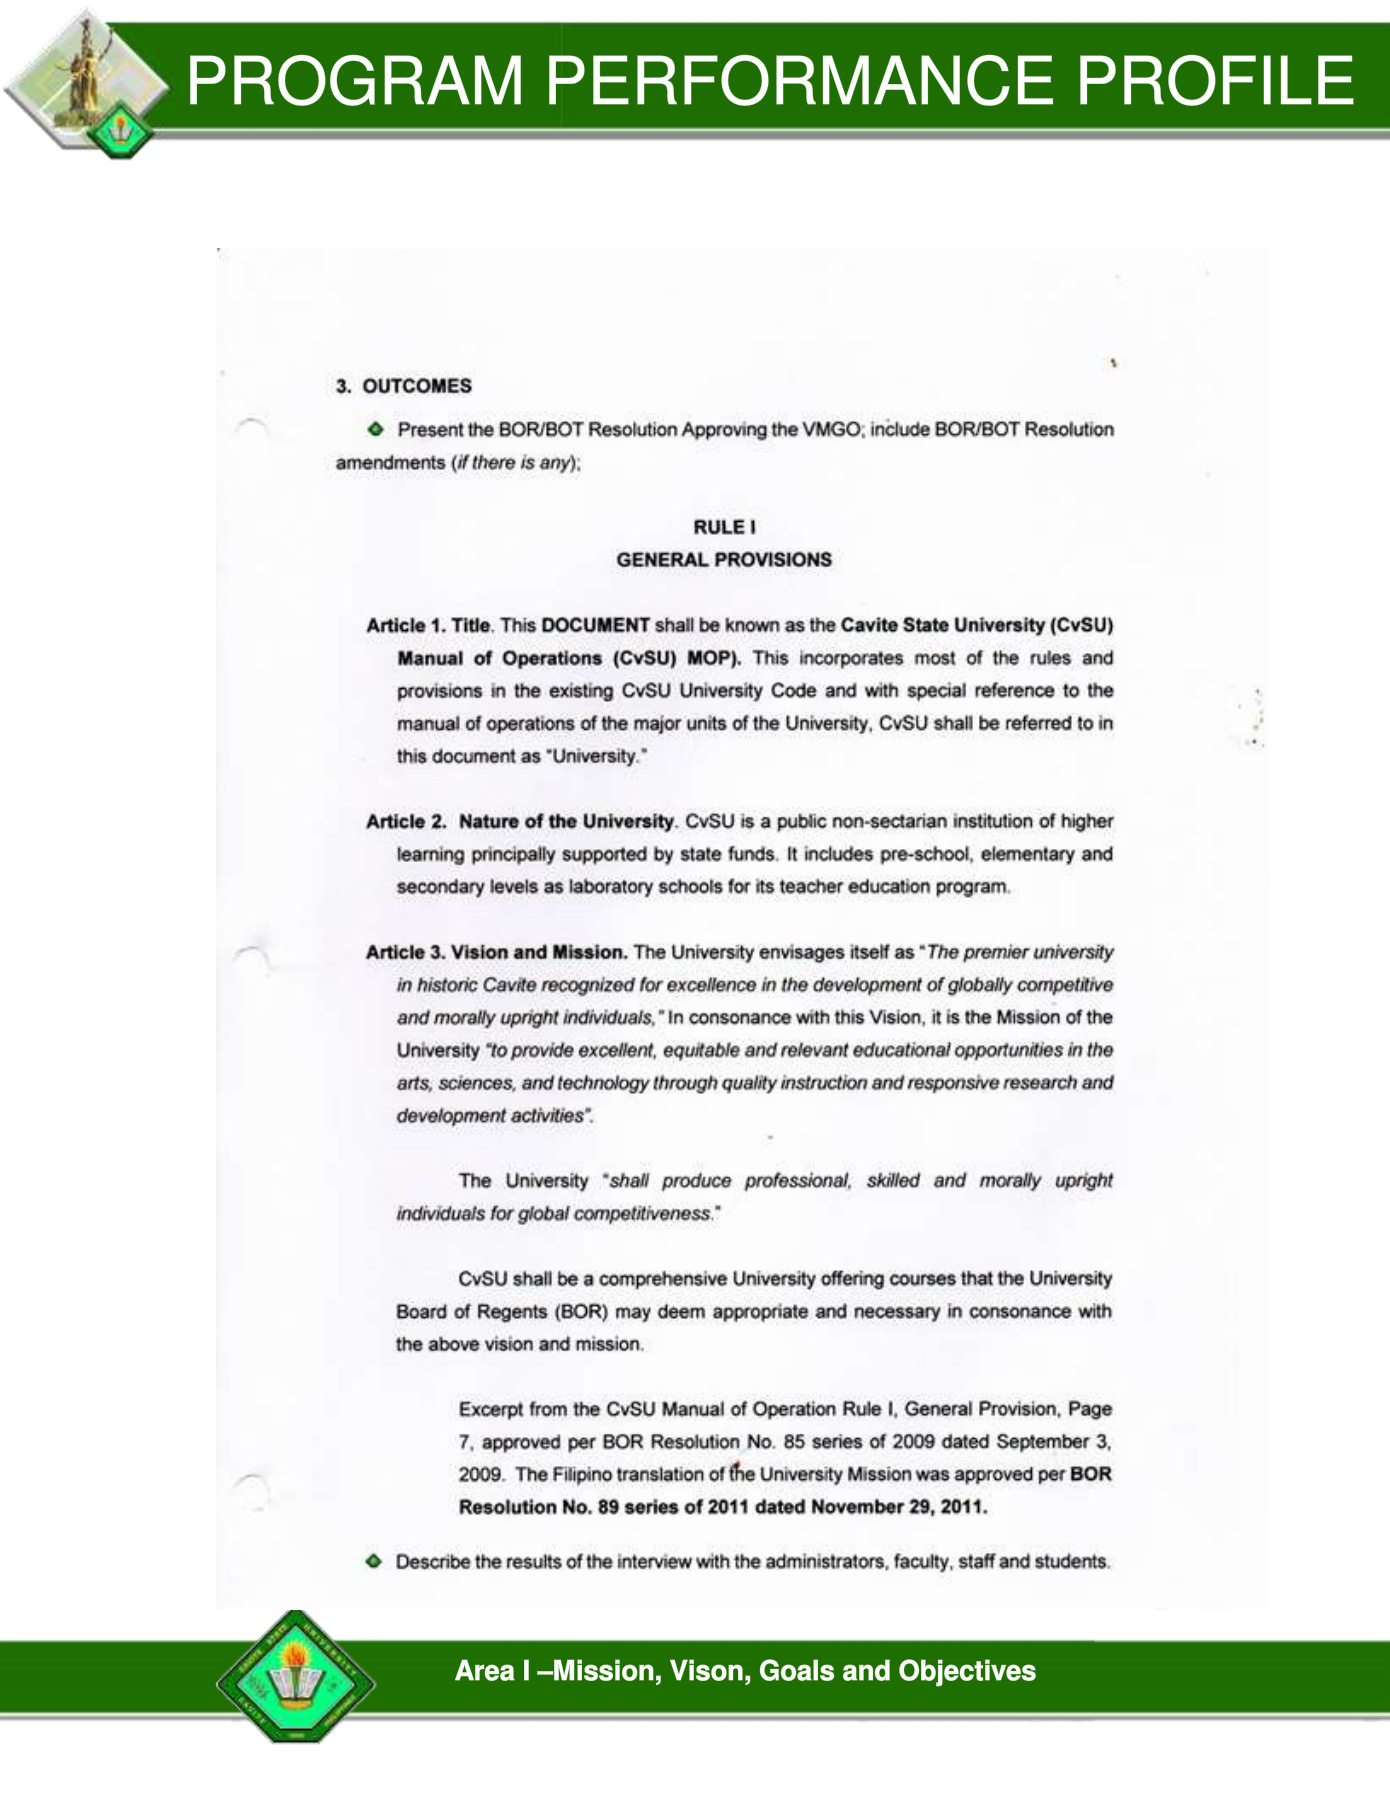 PROGRAM PERFORMANCE PROFILE
3. OUTCOMES
Present the BOR/BOT Resolution Approving the VMGO; include BOR/BOT Resolution
amendments (if there is any);
RULE I
GENERAL PROVISIONS
Article 1. Title. This DOCUMENT shall be known as the Cavite State University (CvSU)
Manual of Operations (CvSU) MOP). This incorporates most of the rules and
provisions in the existing CvSU University Code and with special reference to the
manual of operations of the major units of the University, CvSU shall be referred to in
this document as "University."
Article 2. Nature of the University. CvSU is a public non-sectarian institution of higher
learning principally supported by state funds. It includes pre-school, elementary and
secondary levels as laboratory schools for its teacher education program.
Article 3. Vision and Mission. The University envisages itself as "The premier university
in historic Cavite recognized for excellence in the development of globally competitive
and morally upright individuals," In consonance with this Vision, it is the Mission of the
University "to provide excellent, equitable and relevant educational opportunities in the
arts, sciences, and technology through quality instruction and responsive research and
development activities".
The University "shall produce professional, skilled and morally upright
individuals for global competitiveness."
CvSU shall be a comprehensive University offering courses that the University
Board of Regents (BOR) may deem appropriate and necessary in consonance with
the above vision and mission.
Excerpt from the CvSU Manual of Operation Rule I, General Provision, Page
7, approved per BOR Resolution No. 85 series of 2009 dated September 3,
2009. The Filipino translation of the University Mission was approved per BOR
Resolution No. 89 series of 2011 dated November 29, 2011.
Describe the results of the interview with the administrators, faculty, staff and students.
CAVITE STATE UNIVERSITY
Area I –Mission, Vison, Goals and Objectives